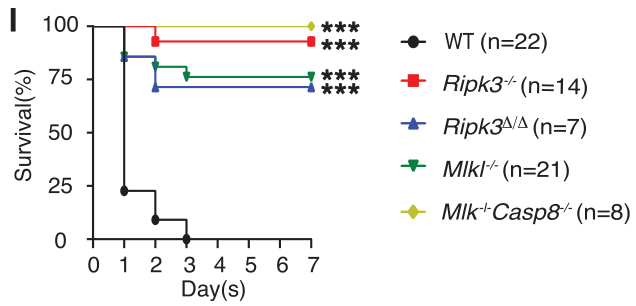 I
Survival(%)
100
75
50
25
0
0 1 2 3 4 5 6 7
Day(s)
***
***
***
***
WT (n=22)
Ripk3-/- (n=14)
Ripk3Δ/Δ (n=7)
Mlkl-/- (n=21)
Mlk-l-Casp8-/- (n=8)